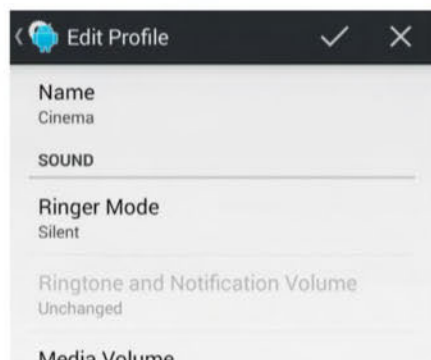 Edit Profile
Name
Cinema
SOUND
Ringer Mode
Silent
Ringtone and Notification Volume
Unchanged
Media Volume